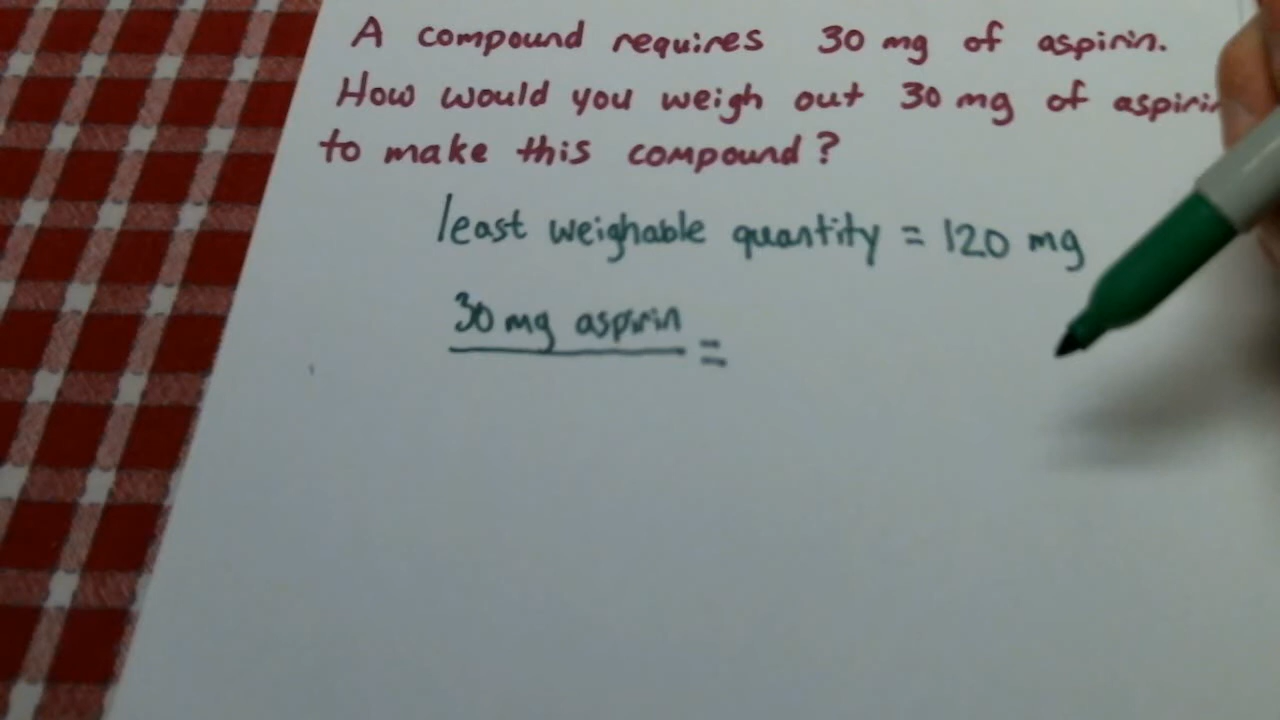 A compound requires 30 mg of aspirin.
How would you weigh out 30 mg of aspirin
to make this compound?
least weighable quantity = 120 mg
30 mg aspirin =